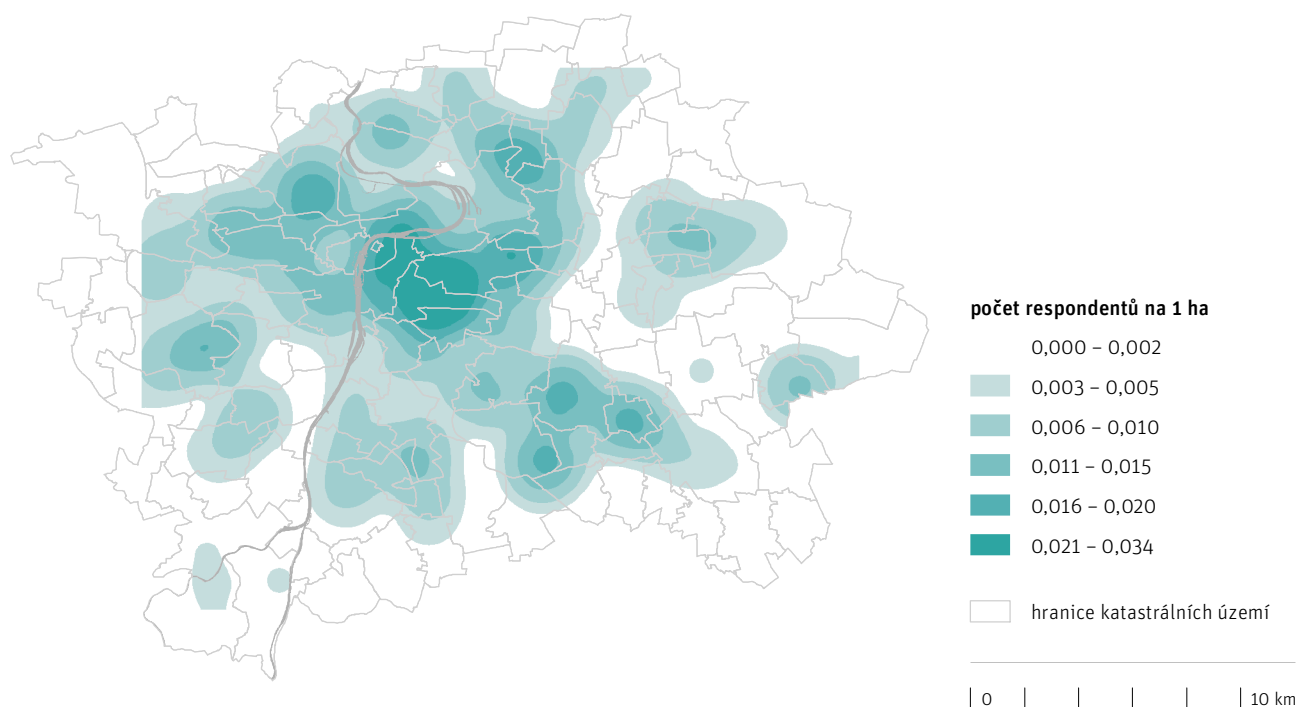 počet respondentů na 1 ha
0,000 – 0,002
0,003 – 0,005
0,006 – 0,010
0,011 – 0,015
0,016 – 0,020
0,021 – 0,034
hranice katastrálních území
0 10 km